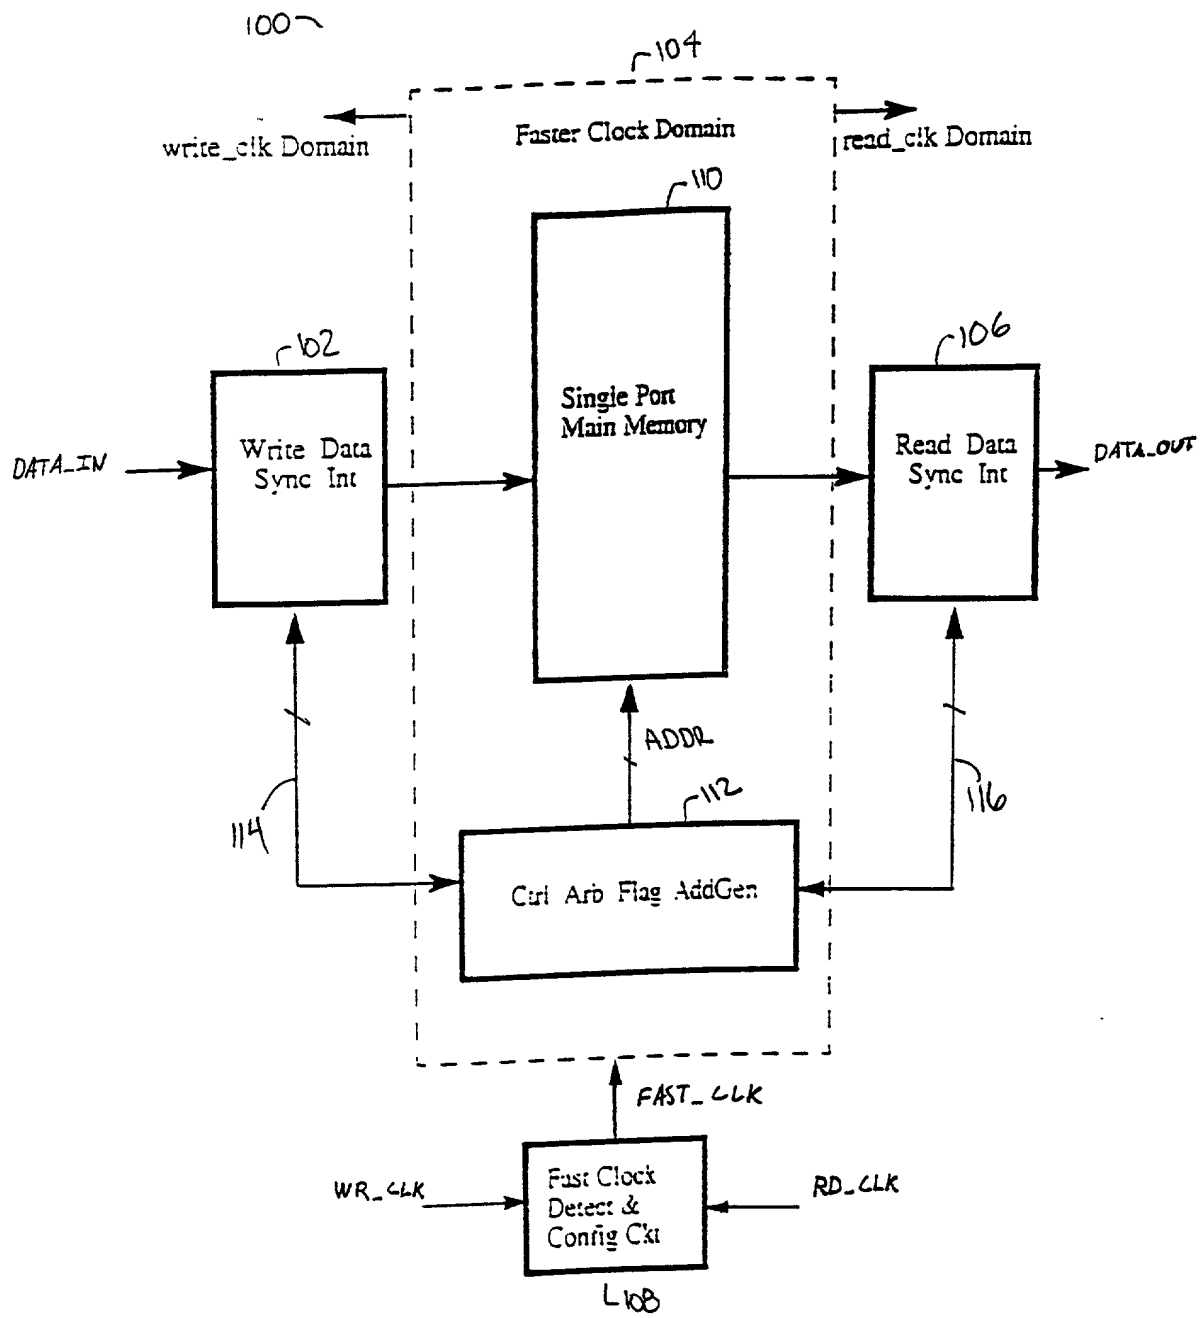 100
104
write_clk Domain
Faster Clock Domain
read_clk Domain
110
102
106
Single Port
Main Memory
DATA_IN
Write Data
Sync Int
Read Data
Sync Int
DATA_OUT
ADDR
112
114
116
Ctrl Arb Flag AddGen
FAST_CLK
WR_CLK
Fast Clock
Detect &
Config Ckt
RD_CLK
108